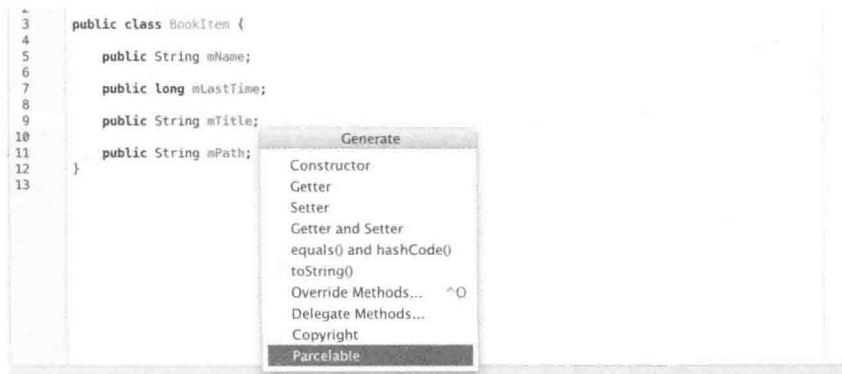 3 public class BookItem {
4
5 public String mName;
6
7 public long mLastTime;
8
9 public String mTitle;
10
11 public String mPath;
12 }
13
Generate
Constructor
Getter
Setter
Getter and Setter
equals() and hashCode()
toString()
Override Methods... ^O
Delegate Methods...
Copyright
Parcelable